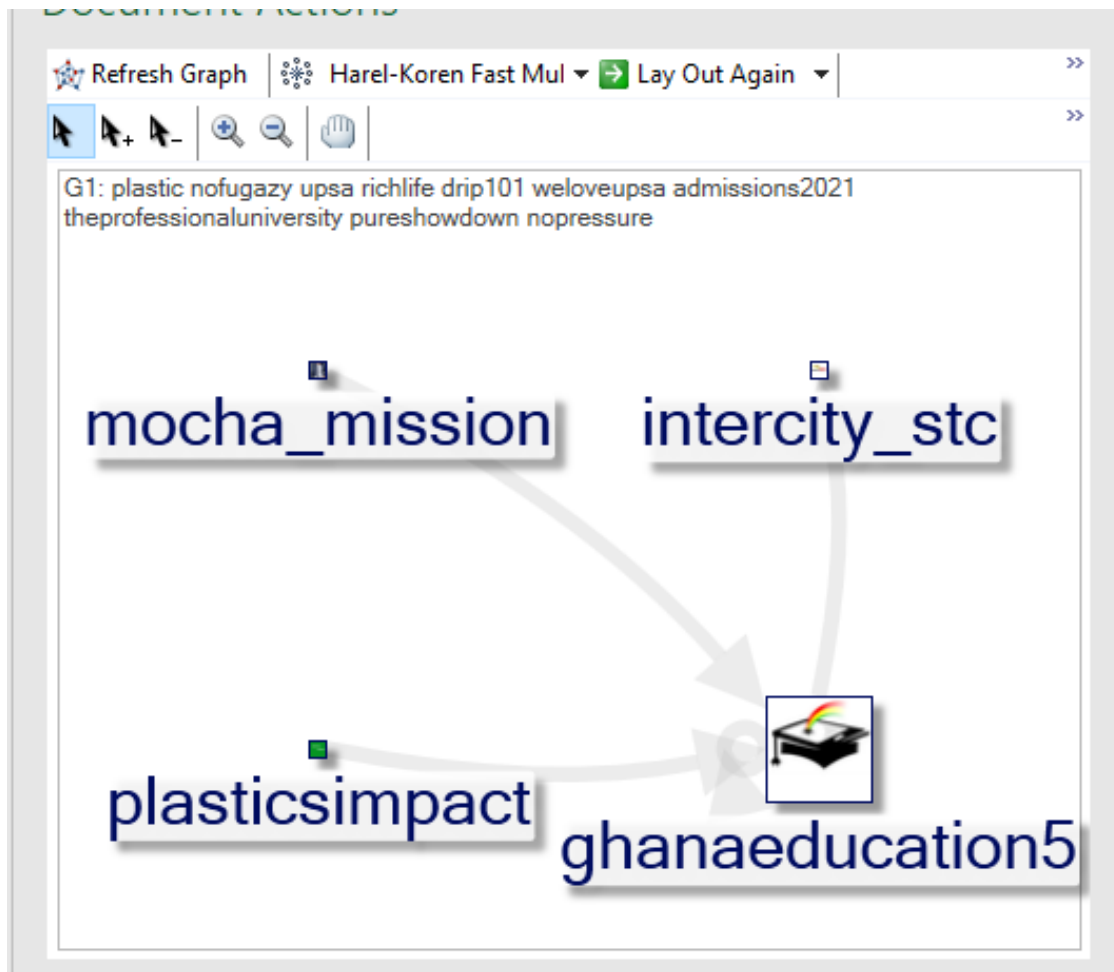 Document Actions
Refresh Graph Harel-Koren Fast Mul Lay Out Again
G1: plastic nofugazy upsa richlife drip101 weloveupsa admissions2021
theprofessionaluniversity pureshowdown nopressure
mocha_mission intercity_stc
plasticsimpact
ghanaeducation5